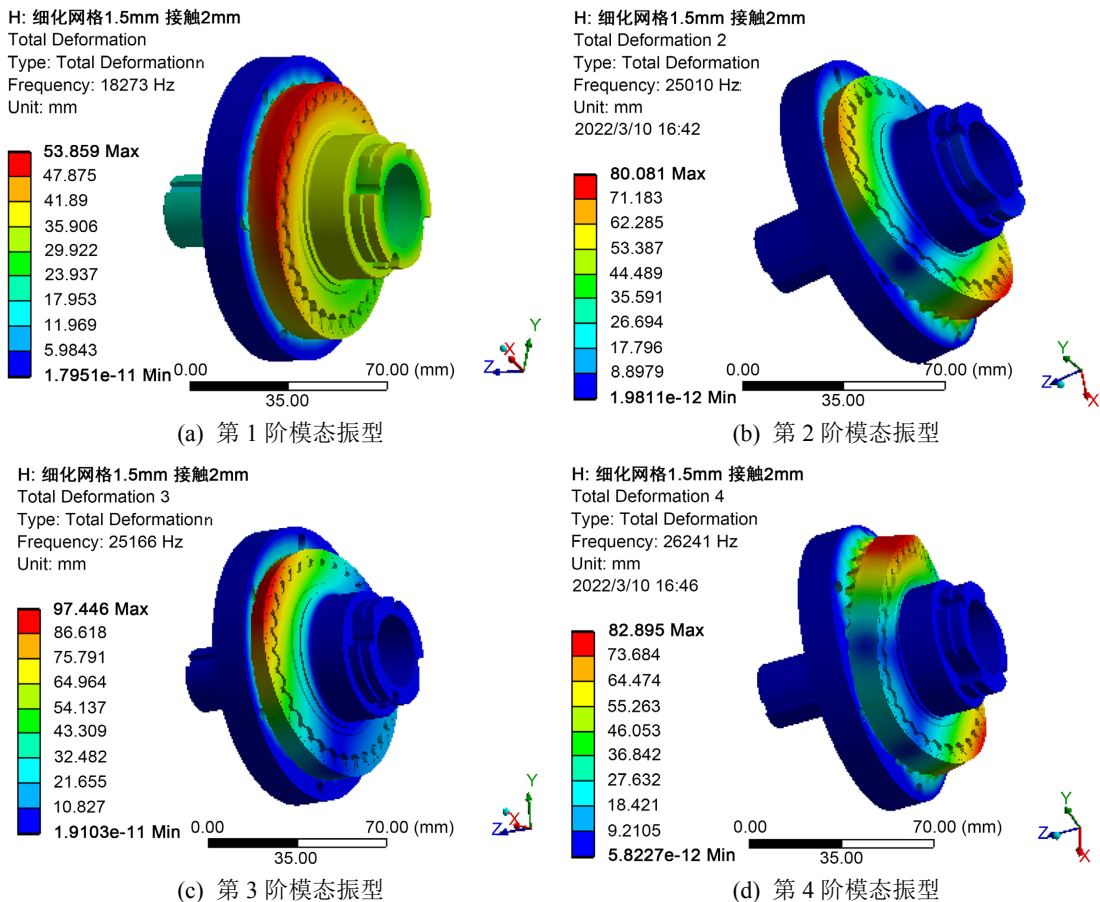 H: 细化网格1.5mm 接触2mm
Total Deformation
Type: Total Deformationn
Frequency: 18273 Hz
Unit: mm
53.859 Max
47.875
41.89
35.906
29.922
23.937
17.953
11.969
5.9843
1.7951e-11 Min
0.00
70.00 (mm)
35.00
Y
X
Z
(a) 第1阶模态振型
H: 细化网格1.5mm 接触2mm
Total Deformation 2
Type: Total Deformation
Frequency: 25010 Hz
Unit: mm
2022/3/10 16:42
80.081 Max
71.183
62.285
53.387
44.489
35.591
26.694
17.796
8.8979
1.9811e-12 Min
0.00
70.00 (mm)
35.00
Y
Z
X
(b) 第2阶模态振型
H: 细化网格1.5mm 接触2mm
Total Deformation 3
Type: Total Deformationn
Frequency: 25166 Hz
Unit: mm
97.446 Max
86.618
75.791
64.964
54.137
43.309
32.482
21.655
10.827
1.9103e-11 Min
0.00
70.00 (mm)
35.00
Y
X
Z
(c) 第3阶模态振型
H: 细化网格1.5mm 接触2mm
Total Deformation 4
Type: Total Deformation
Frequency: 26241 Hz
Unit: mm
2022/3/10 16:46
82.895 Max
73.684
64.474
55.263
46.053
36.842
27.632
18.421
9.2105
5.8227e-12 Min
0.00
70.00 (mm)
35.00
Y
Z
X
(d) 第4阶模态振型